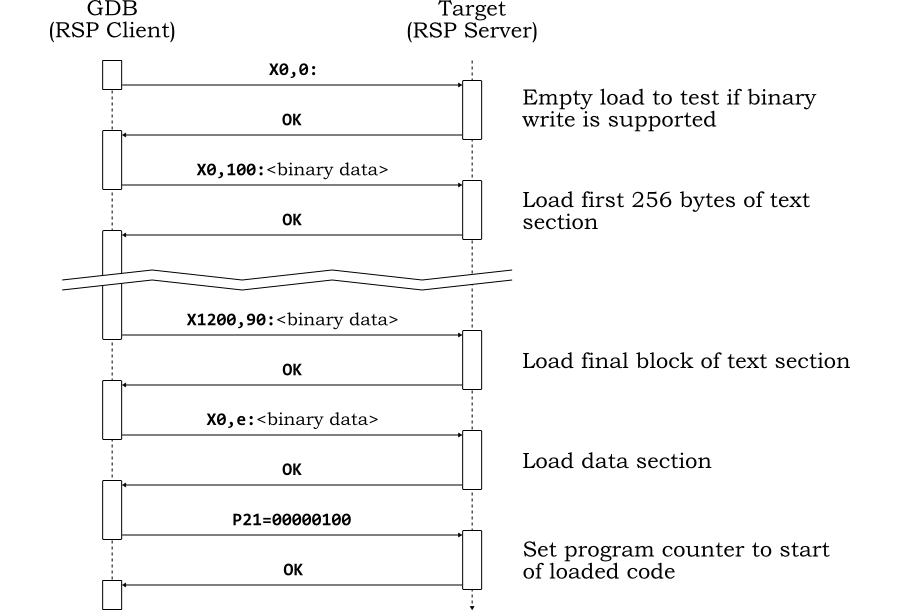 GDB
(RSP Client)
Target
(RSP Server)
X0,0:
Empty load to test if binary
write is supported
OK
X0,100:<binary data>
Load first 256 bytes of text
section
OK
X1200,90:<binary data>
Load final block of text section
OK
X0,e:<binary data>
Load data section
OK
P21=00000100
Set program counter to start
of loaded code
OK